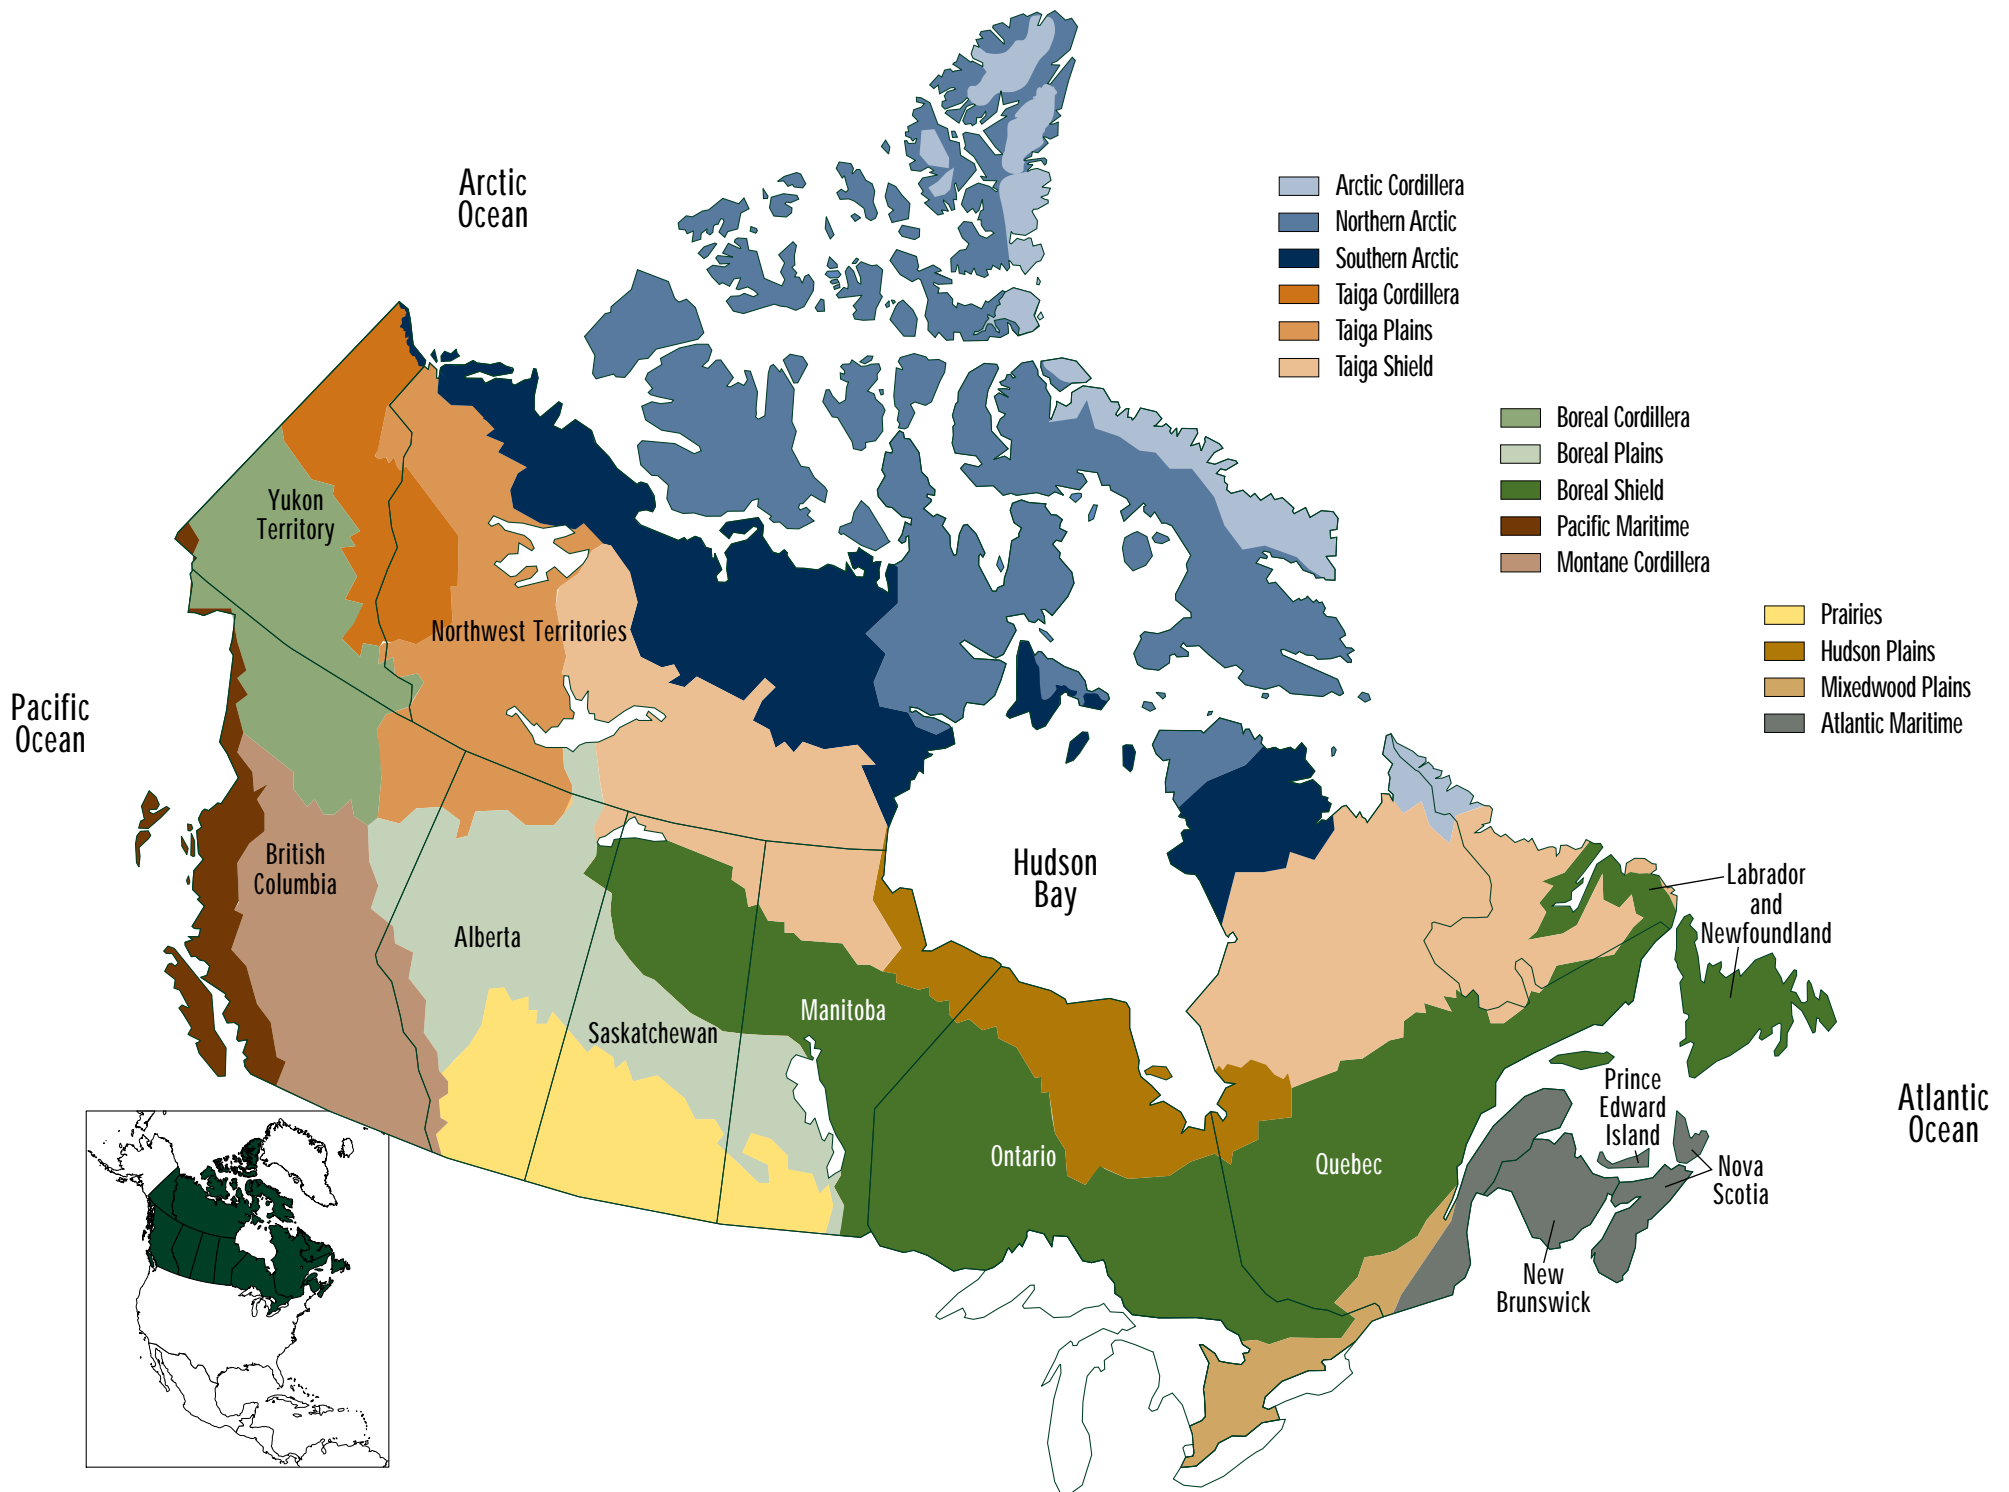 Arctic
Ocean
Arctic Cordillera
Northern Arctic
Southern Arctic
Taiga Cordillera
Taiga Plains
Taiga Shield
Boreal Cordillera
Boreal Plains
Boreal Shield
Pacific Maritime
Montane Cordillera
Prairies
Hudson Plains
Mixedwood Plains
Atlantic Maritime
Yukon
Territory
Northwest Territories
Pacific
Ocean
British
Columbia
Alberta
Saskatchewan
Manitoba
Hudson
Bay
Ontario
Quebec
Labrador
and
Newfoundland
Prince
Edward
Island
Nova
Scotia
New
Brunswick
Atlantic
Ocean